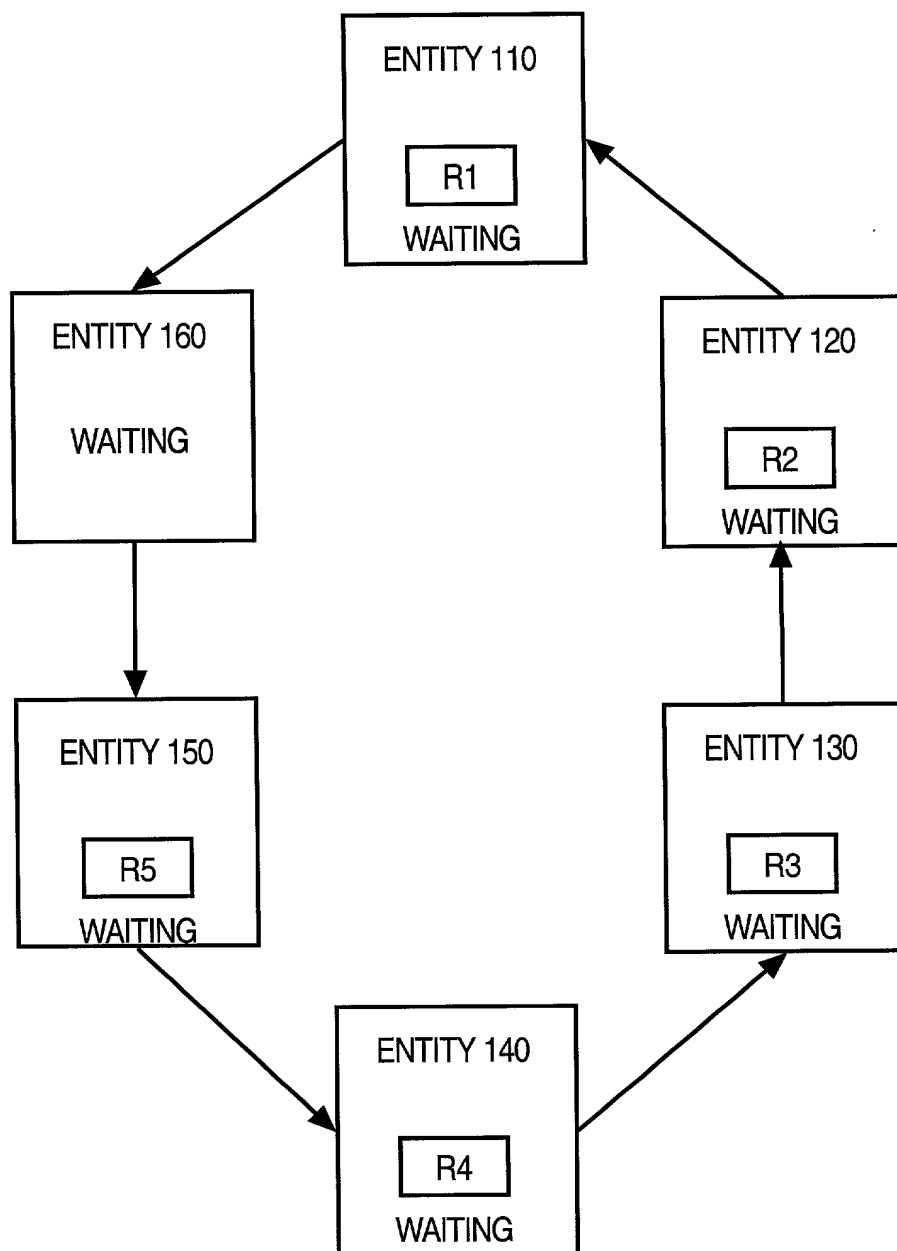 ENTITY 110
R1
WAITING
ENTITY 160
WAITING
ENTITY 120
R2
WAITING
ENTITY 150
R5
WAITING
ENTITY 130
R3
WAITING
ENTITY 140
R4
WAITING